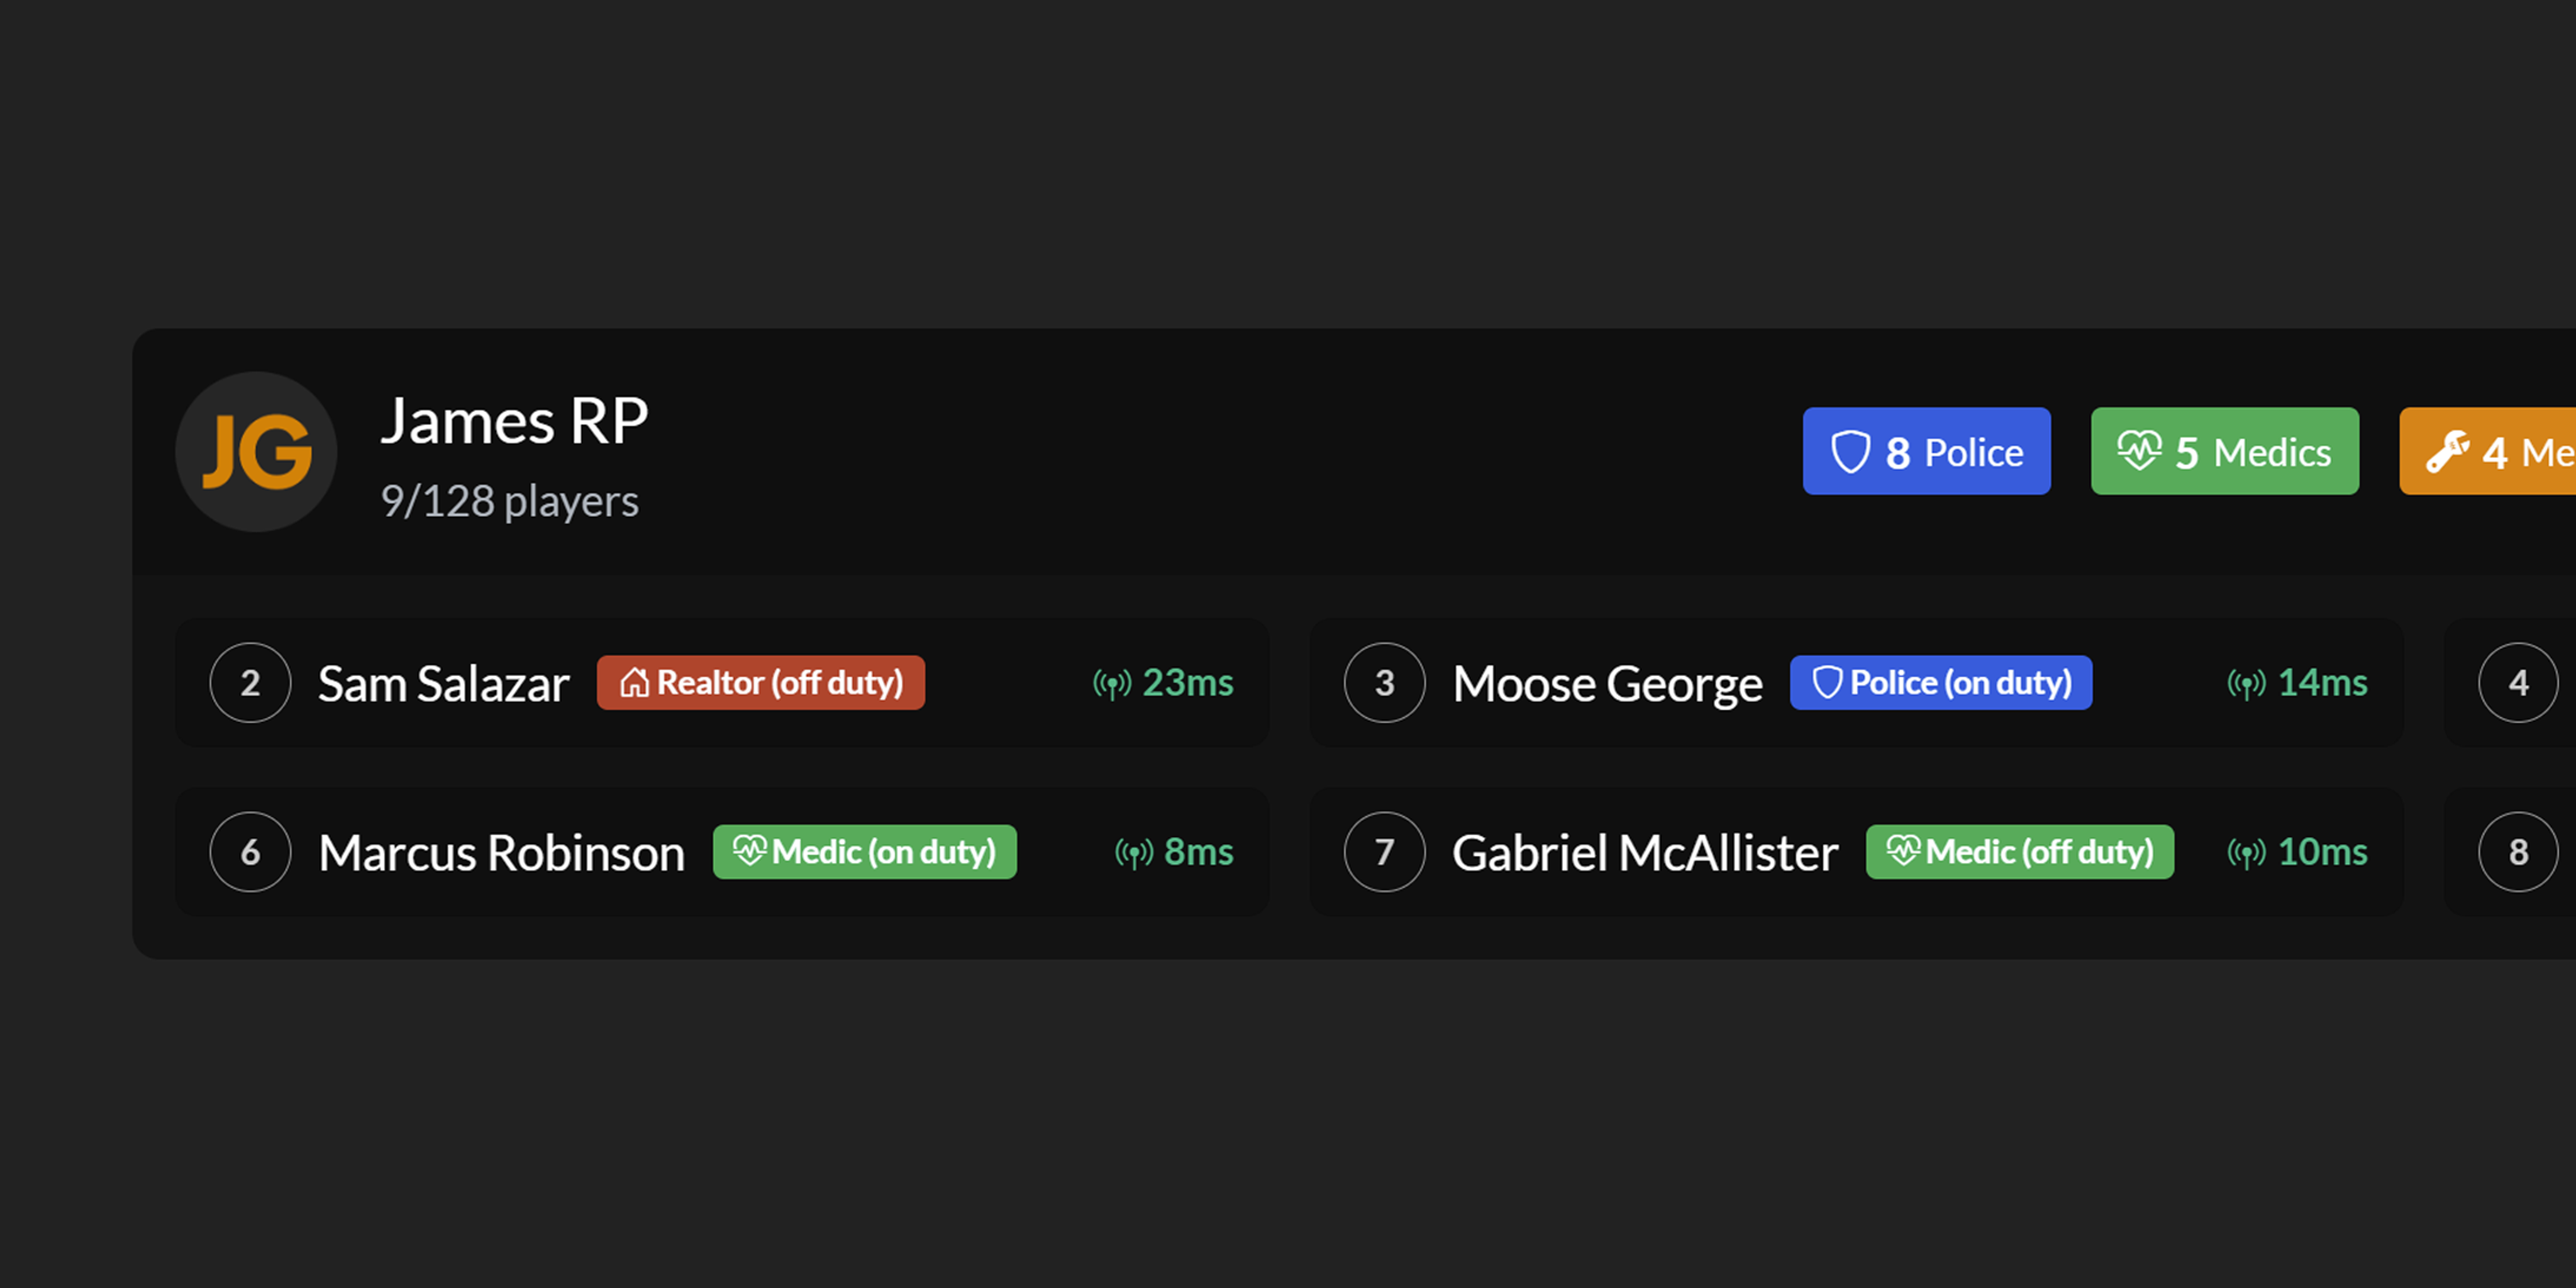 JG
James RP
9/128 players
8 Police
5 Medics
4
2 Sam Salazar Realtor (off duty) 23ms
3 Moose George Police (on duty) 14ms
4
6 Marcus Robinson Medic (on duty) 8ms
7 Gabriel McAllister Medic (off duty) 10ms
8